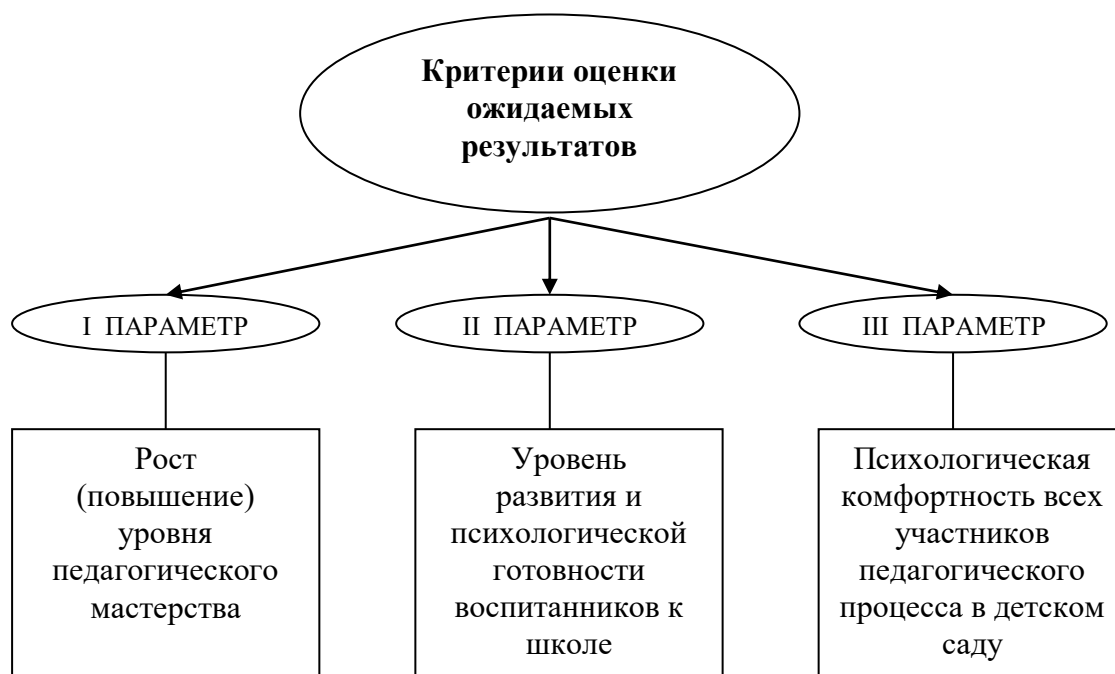 Критерии оценки
ожидаемых
результатов
I ПАРАМЕТР
II ПАРАМЕТР
III ПАРАМЕТР
Рост
(повышение)
уровня
педагогического
мастерства
Уровень
развития и
психологической
готовности
воспитанников к
школе
Психологическая
комфортность всех
участников
педагогического
процесса в детском
саду